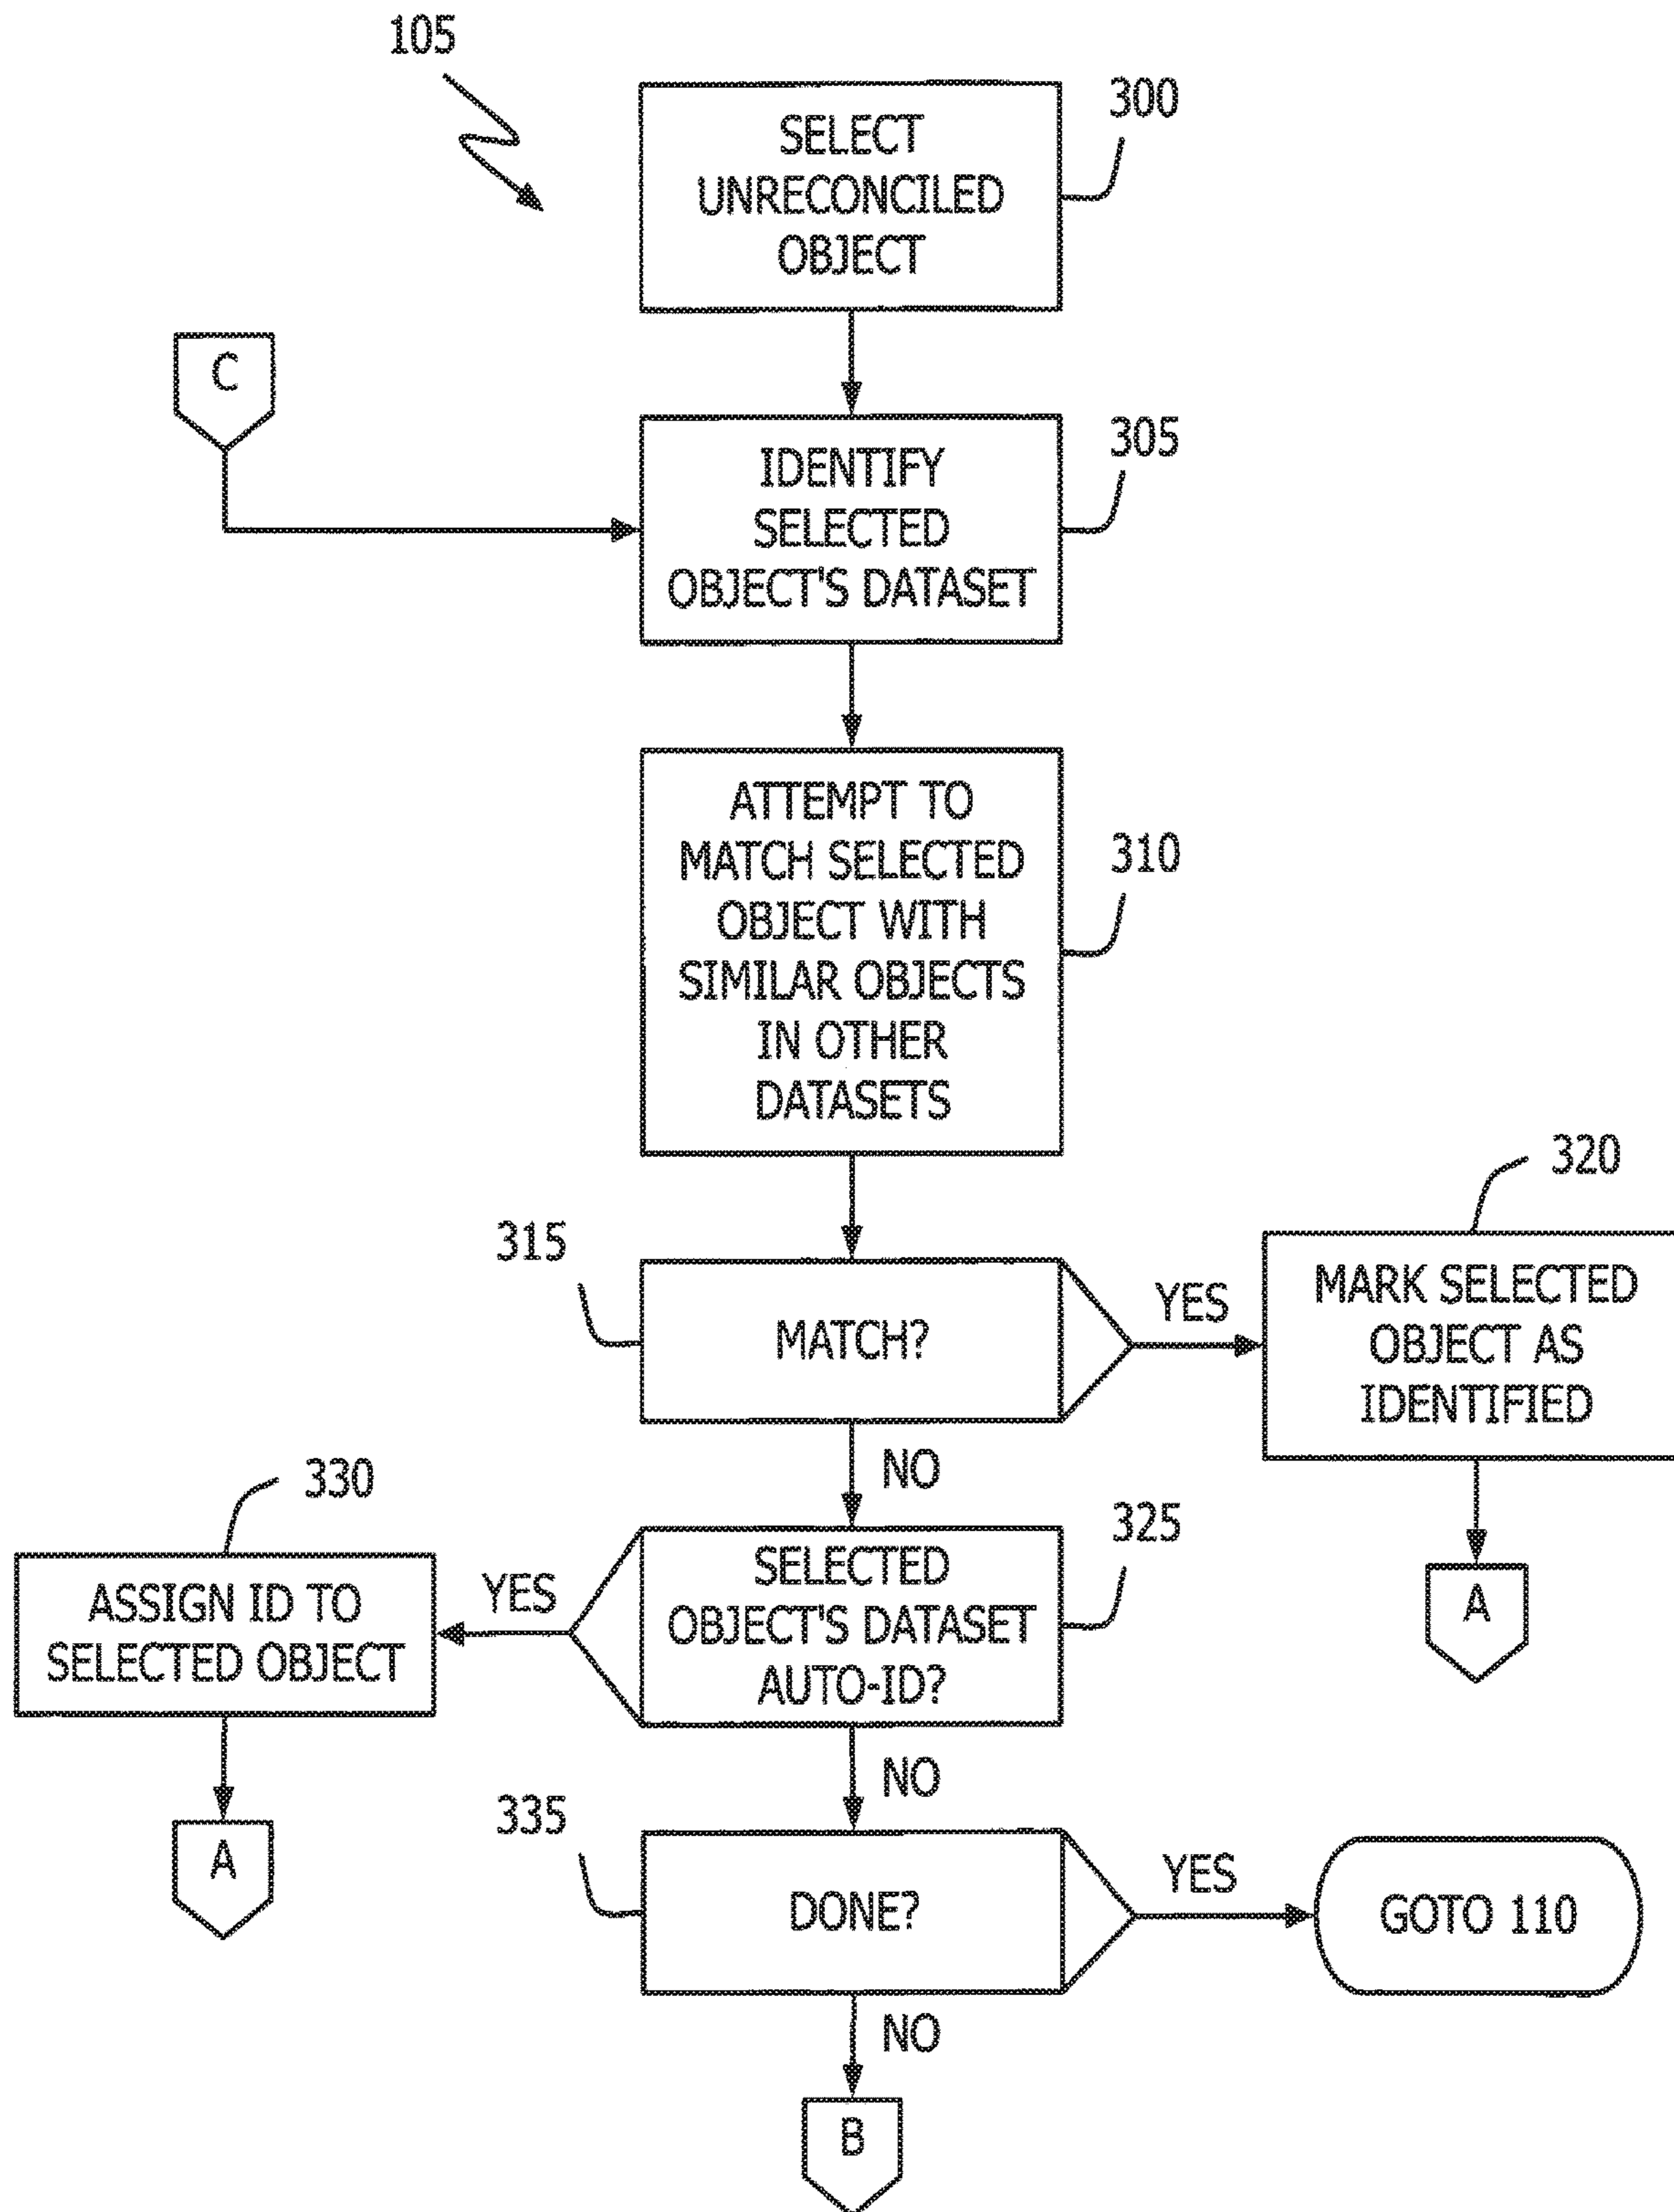 105
300
SELECT
UNRECONCILED
OBJECT
C
305
IDENTIFY
SELECTED
OBJECT'S DATASET
310
ATTEMPT TO
MATCH SELECTED
OBJECT WITH
SIMILAR OBJECTS
IN OTHER
DATASETS
315
MATCH?
YES
320
MARK SELECTED
OBJECT AS
IDENTIFIED
A
NO
325
SELECTED
OBJECT'S DATASET
AUTO-ID?
YES
330
ASSIGN ID TO
SELECTED OBJECT
A
NO
335
DONE?
YES
GOTO 110
NO
B